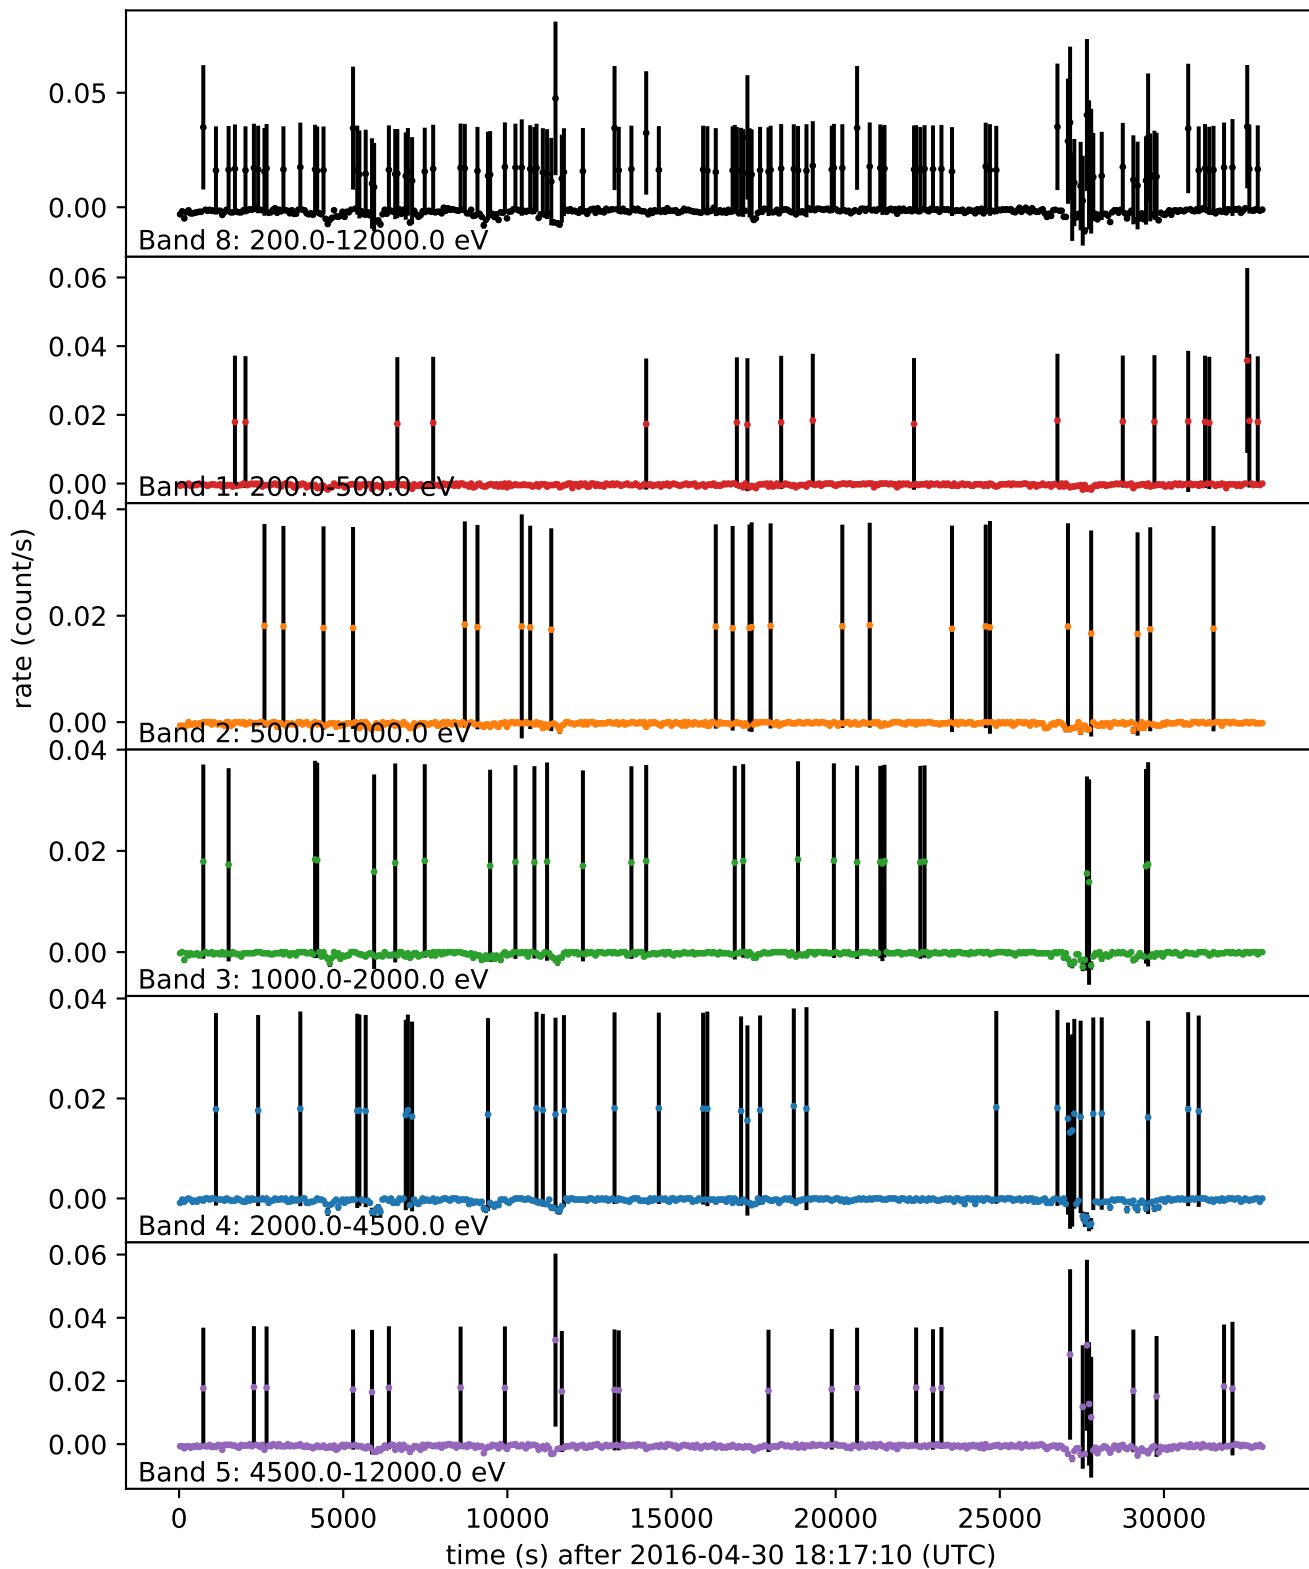 0.05
0.00
Band 8: 200.0-12000.0 eV
0.06
0.04
0.02
0.00
Band 1: 200.0-500.0 eV
0.04
0.02
0.00
Band 2: 500.0-1000.0 eV
rate (count/s)
0.04
0.02
0.00
Band 3: 1000.0-2000.0 eV
0.04
0.02
0.00
Band 4: 2000.0-4500.0 eV
0.06
0.04
0.02
0.00
Band 5: 4500.0-12000.0 eV
0 5000 10000 15000 20000 25000 30000
time (s) after 2016-04-30 18:17:10 (UTC)